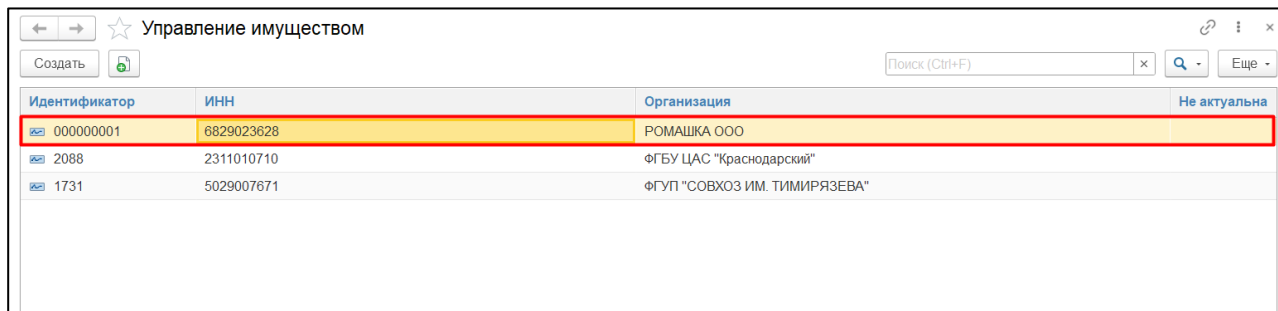 Управление имуществом
Создать Поиск (Ctrl+F) Еще
Идентификатор ИНН Организация Не актуальна
000000001 6829023628 РОМАШКА ООО
2088 2311010710 ФГБУ ЦАС "Краснодарский"
1731 5029007671 ФГУП "СОВХОЗ ИМ. ТИМИРЯЗЕВА"